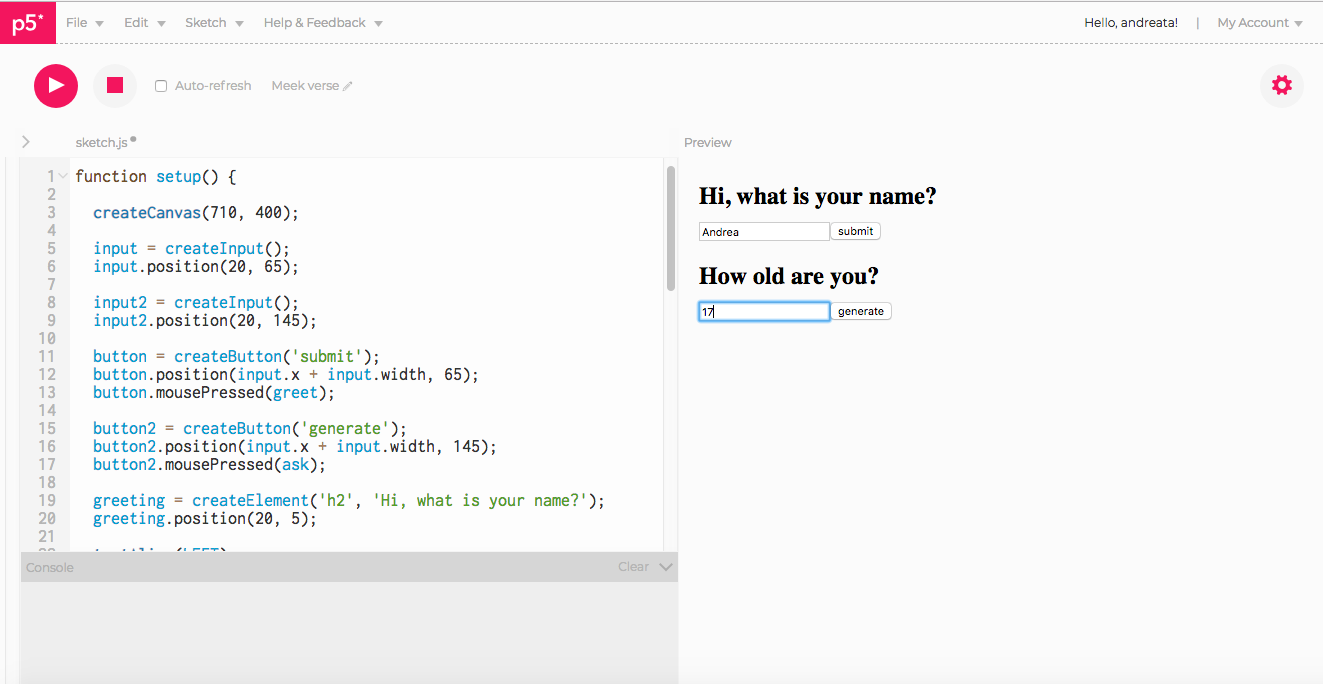 p5* File Edit Sketch Help & Feedback Hello, andreata! | My Account
Auto-refresh Meek verse
sketch.js Preview
1 function setup() {
2
3 createCanvas(710, 400);
4
5 input = createInput();
6 input.position(20, 65);
7
8 input2 = createInput();
9 input2.position(20, 145);
10
11 button = createButton('submit');
12 button.position(input.x + input.width, 65);
13 button.mousePressed(greet);
14
15 button2 = createButton('generate');
16 button2.position(input.x + input.width, 145);
17 button2.mousePressed(ask);
18
19 greeting = createElement('h2', 'Hi, what is your name?');
20 greeting.position(20, 5);
21
Console Clear
Hi, what is your name?
Andrea submit
How old are you?
17 generate